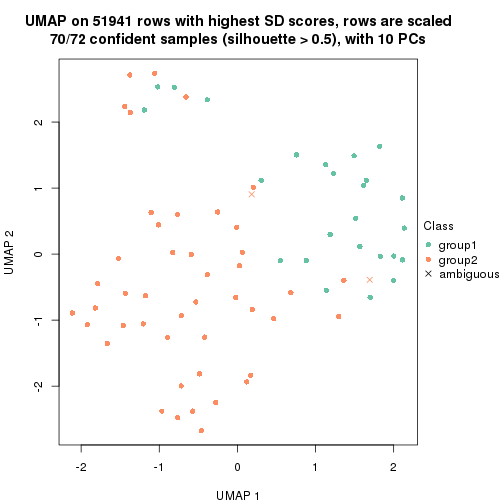 UMAP on 51941 rows with highest SD scores, rows are scaled
70/72 confident samples (silhouette > 0.5), with 10 PCs
UMAP 2
2
1
0
-1
-2
-2
-1
0
1
2
UMAP 1
Class
group1
group2
ambiguous